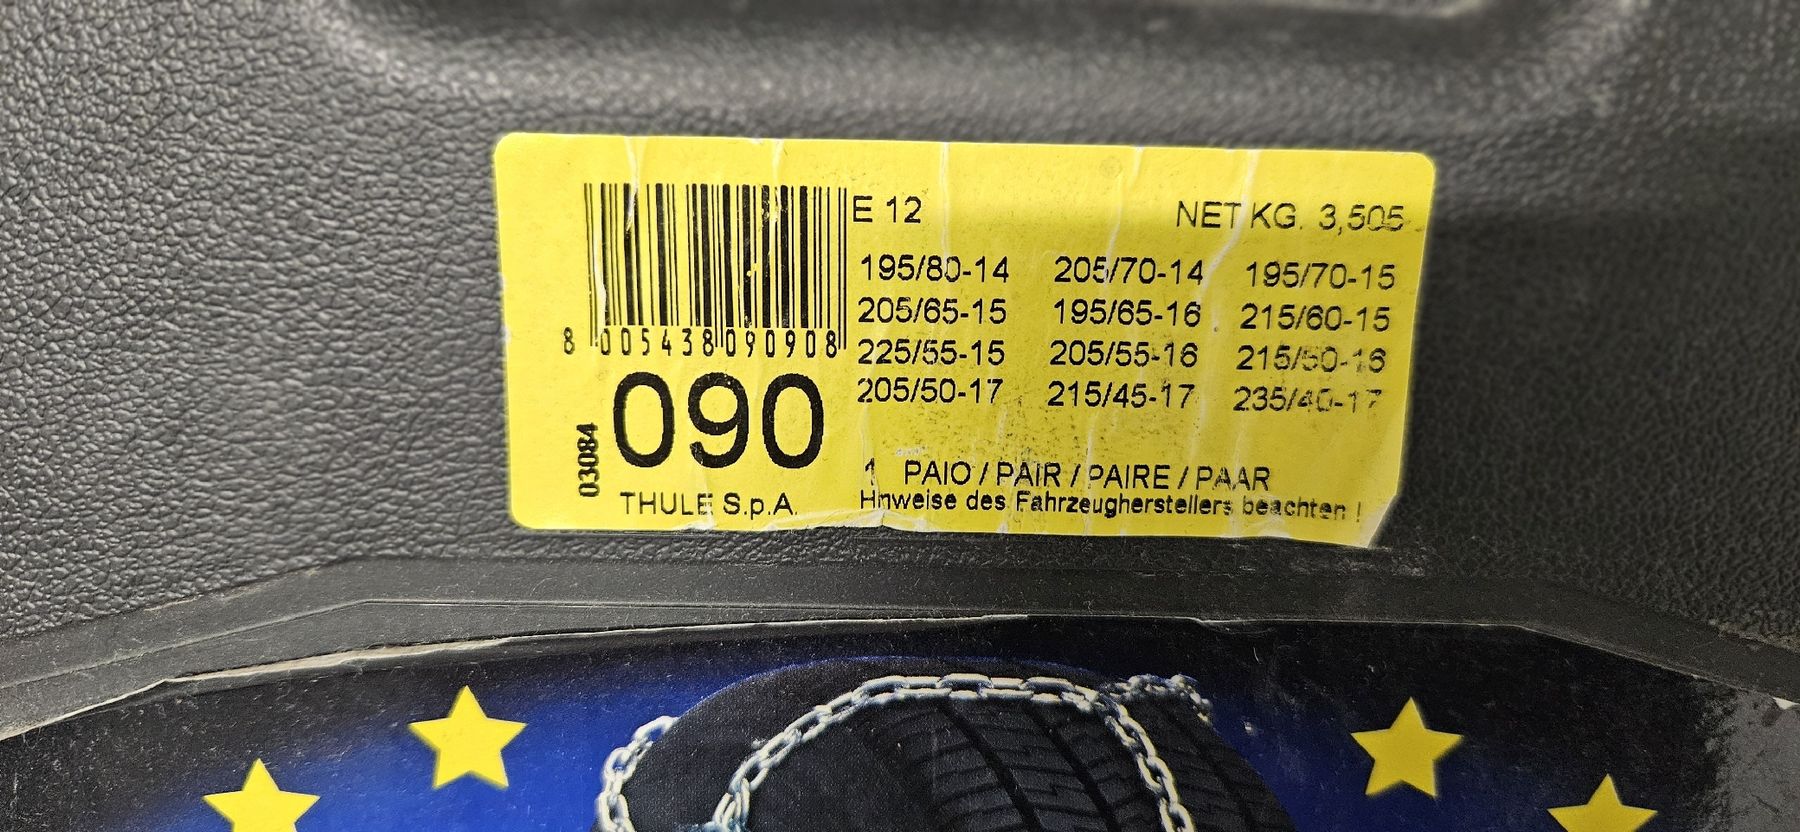 E 12 NET KG. 3,505
195/80-14 205/70-14 195/70-15
205/65-15 195/65-16 215/60-15
225/55-15 205/55-16 215/50-16
205/50-17 215/45-17 235/40-17
8 005438 090908
090
03084
THULE S.p.A.
1 PAIO / PAIR / PAIRE / PAAR
Hinweise des Fahrzeugherstellers beachten !